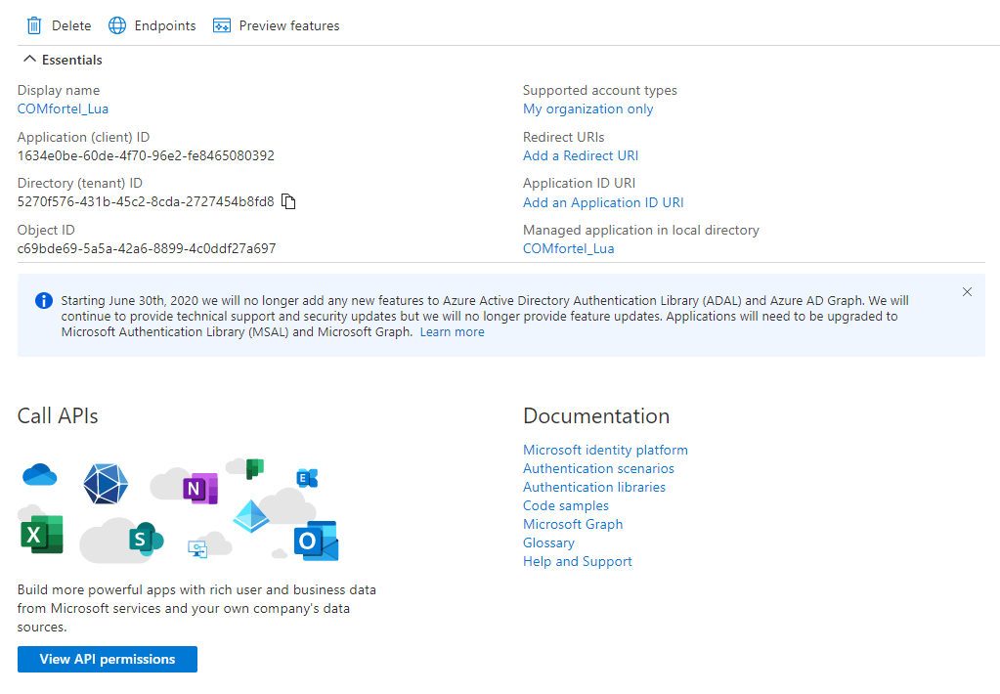 Delete Endpoints Preview features
Essentials
Display name
COMfortel_Lua
Application (client) ID
1634e0be-60de-4f70-96e2-fe8465080392
Directory (tenant) ID
5270f576-431b-45c2-8cda-2727454b8fd8
Object ID
c69bde69-5a5a-42a6-8899-4c0ddf27a697
Supported account types
My organization only
Redirect URIs
Add a Redirect URI
Application ID URI
Add an Application ID URI
Managed application in local directory
COMfortel_Lua
Starting June 30th, 2020 we will no longer add any new features to Azure Active Directory Authentication Library (ADAL) and Azure AD Graph. We will
continue to provide technical support and security updates but we will no longer provide feature updates. Applications will need to be upgraded to
Microsoft Authentication Library (MSAL) and Microsoft Graph. Learn more
Call APIs
N
E
X
S
O
Build more powerful apps with rich user and business data
from Microsoft services and your own company's data
sources.
View API permissions
Documentation
Microsoft identity platform
Authentication scenarios
Authentication libraries
Code samples
Microsoft Graph
Glossary
Help and Support